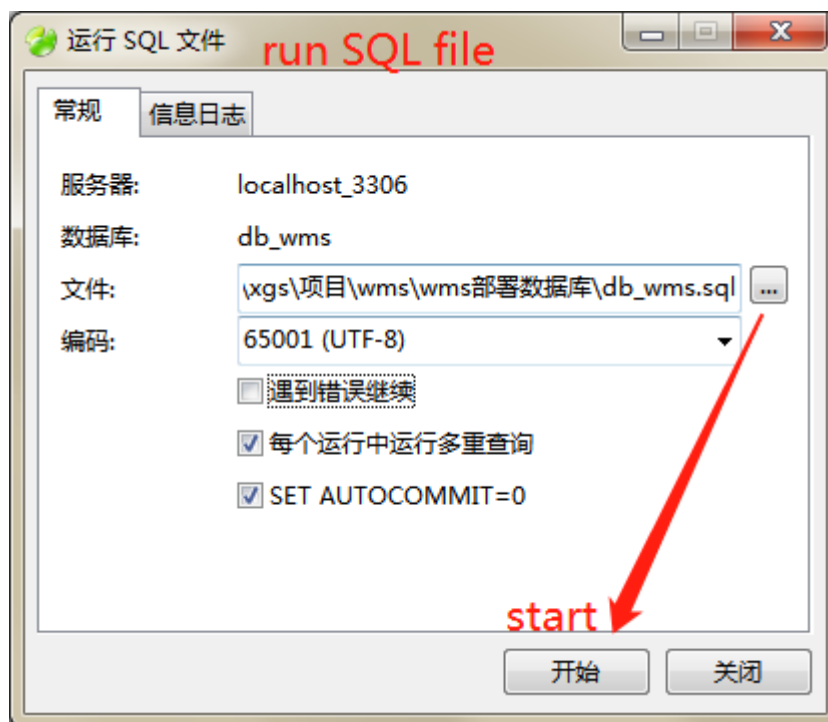 运行 SQL 文件
run SQL file
常规
信息日志
服务器:
localhost_3306
数据库:
db_wms
文件:
\xgs\项目\wms\wms部署数据库\db_wms.sql
...
编码:
65001 (UTF-8)
遇到错误继续
每个运行中运行多重查询
SET AUTOCOMMIT=0
start
开始
关闭